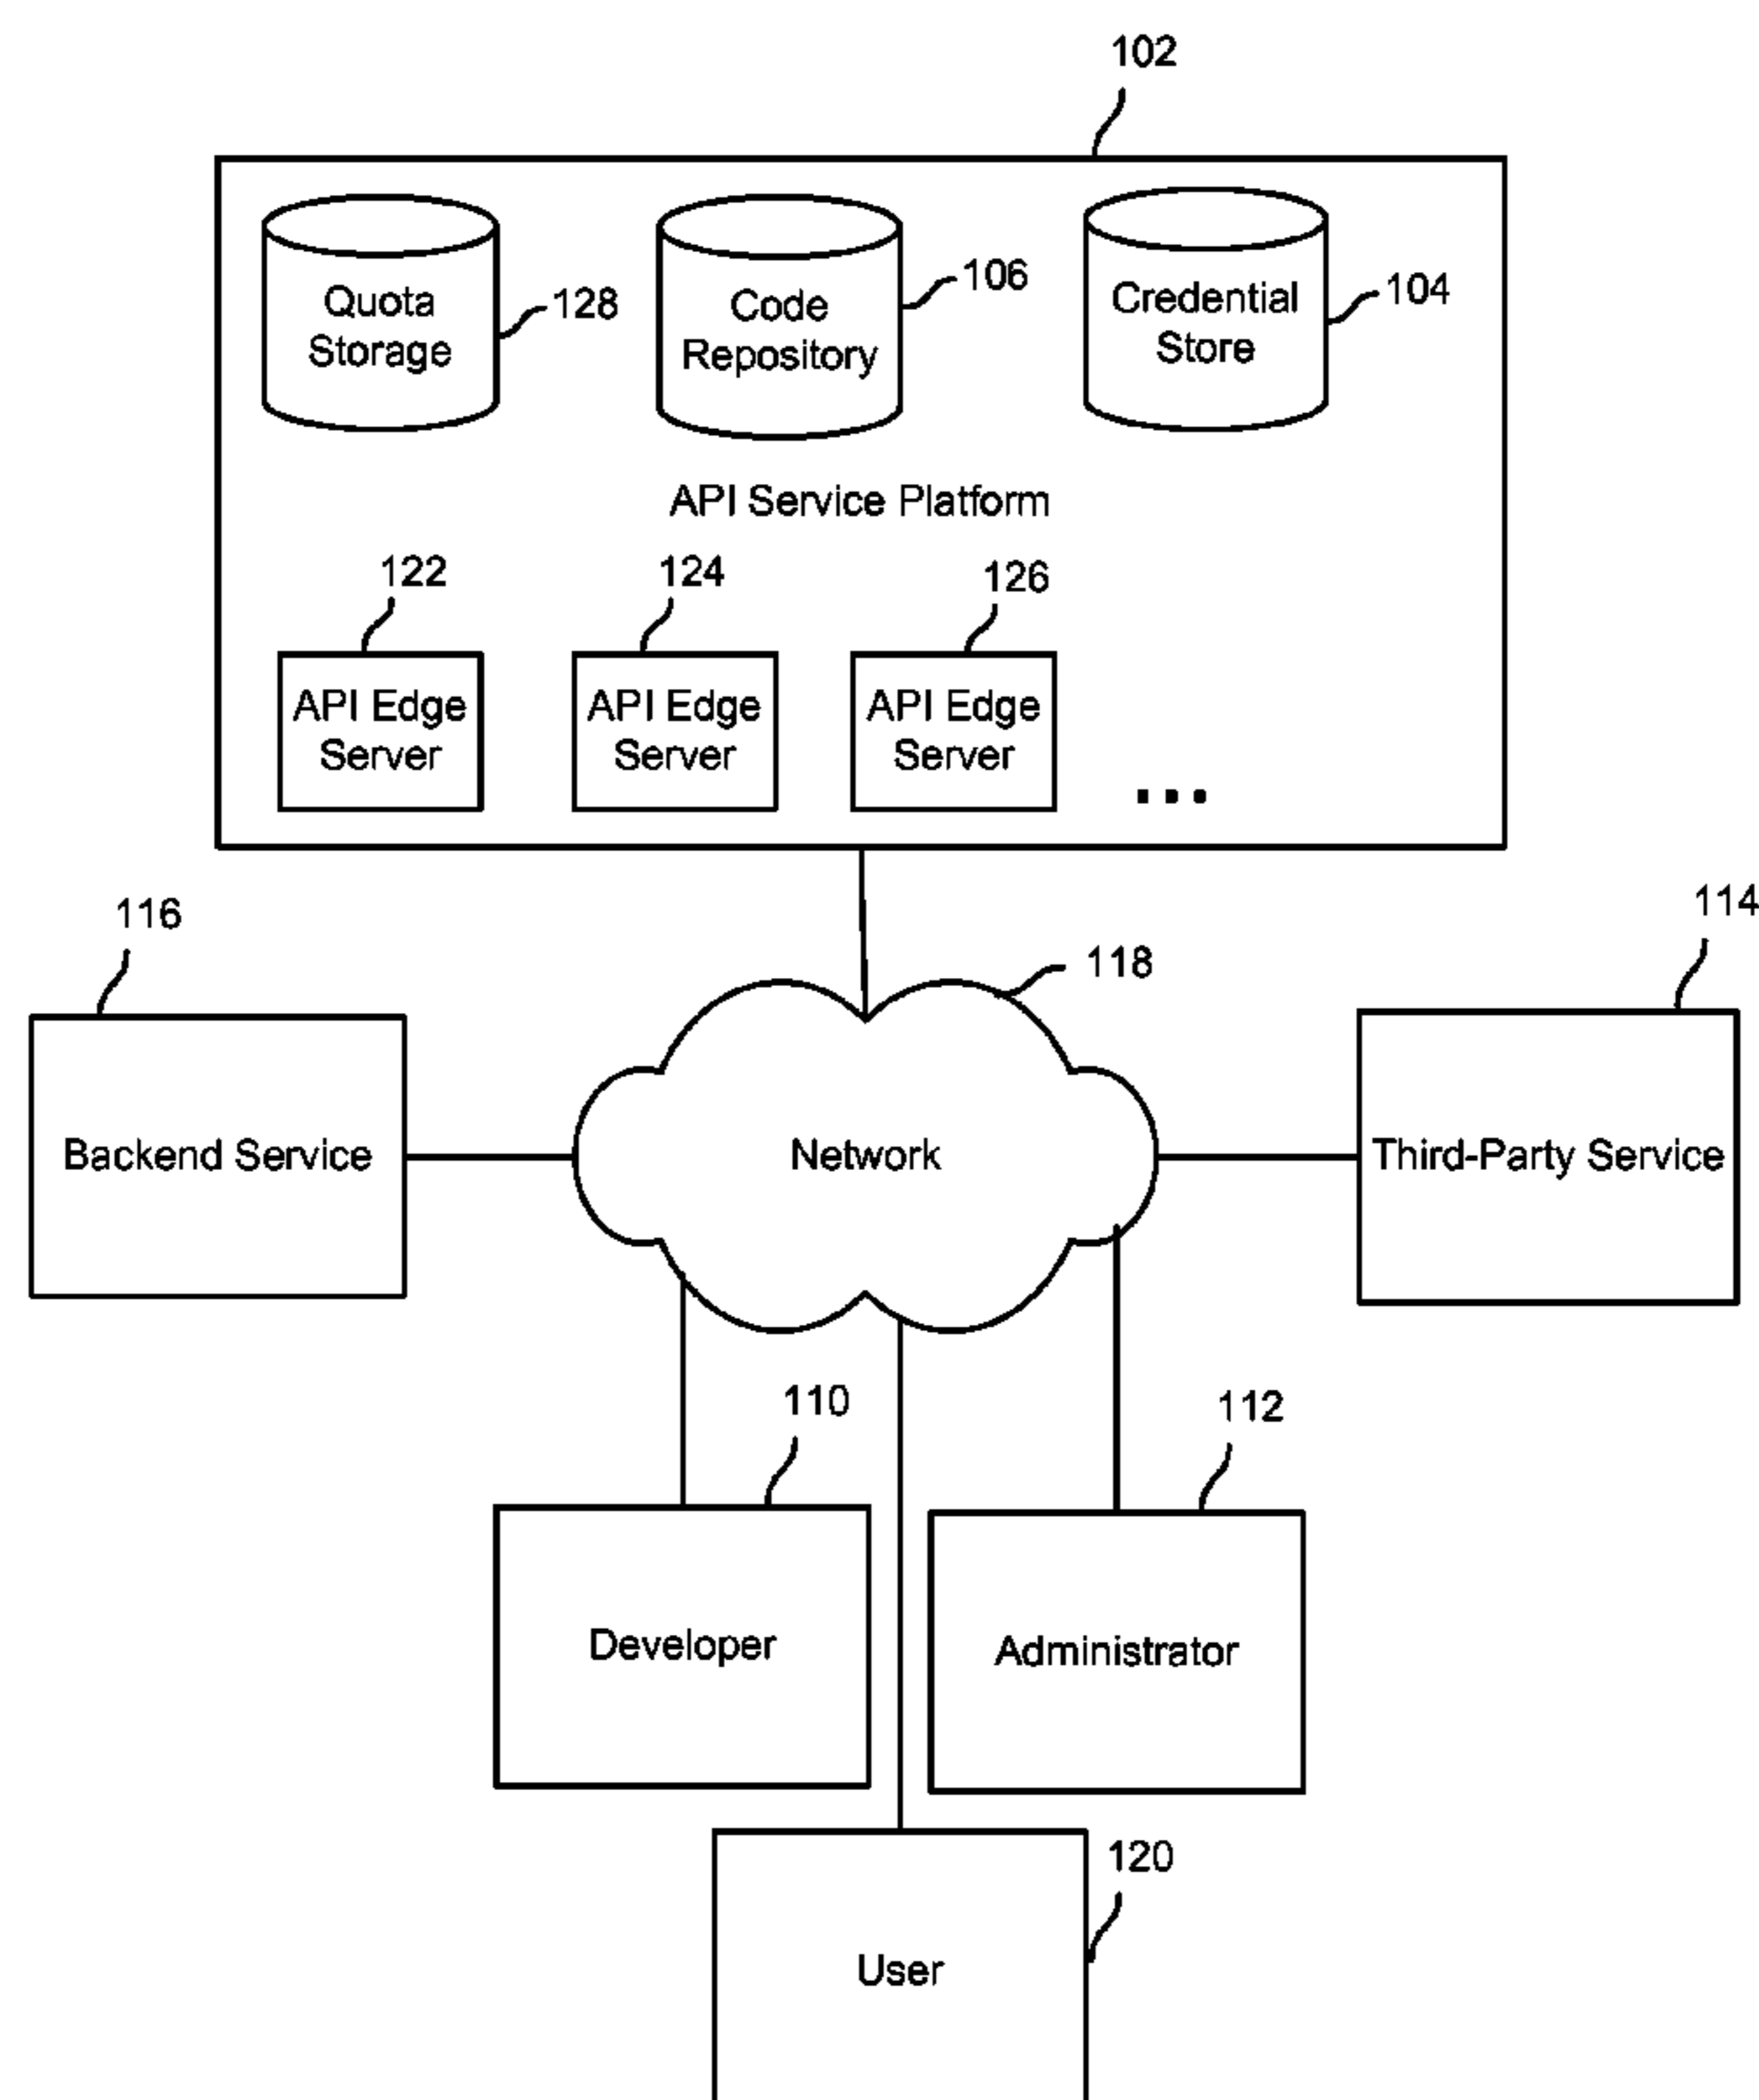 102
Quota
Storage
128
Code
Repository
106
Credential
Store
104
API Service Platform
122
124
126
API Edge
Server
API Edge
Server
API Edge
Server
...
116
118
114
Backend Service
Network
Third-Party Service
110
112
Developer
Administrator
120
User